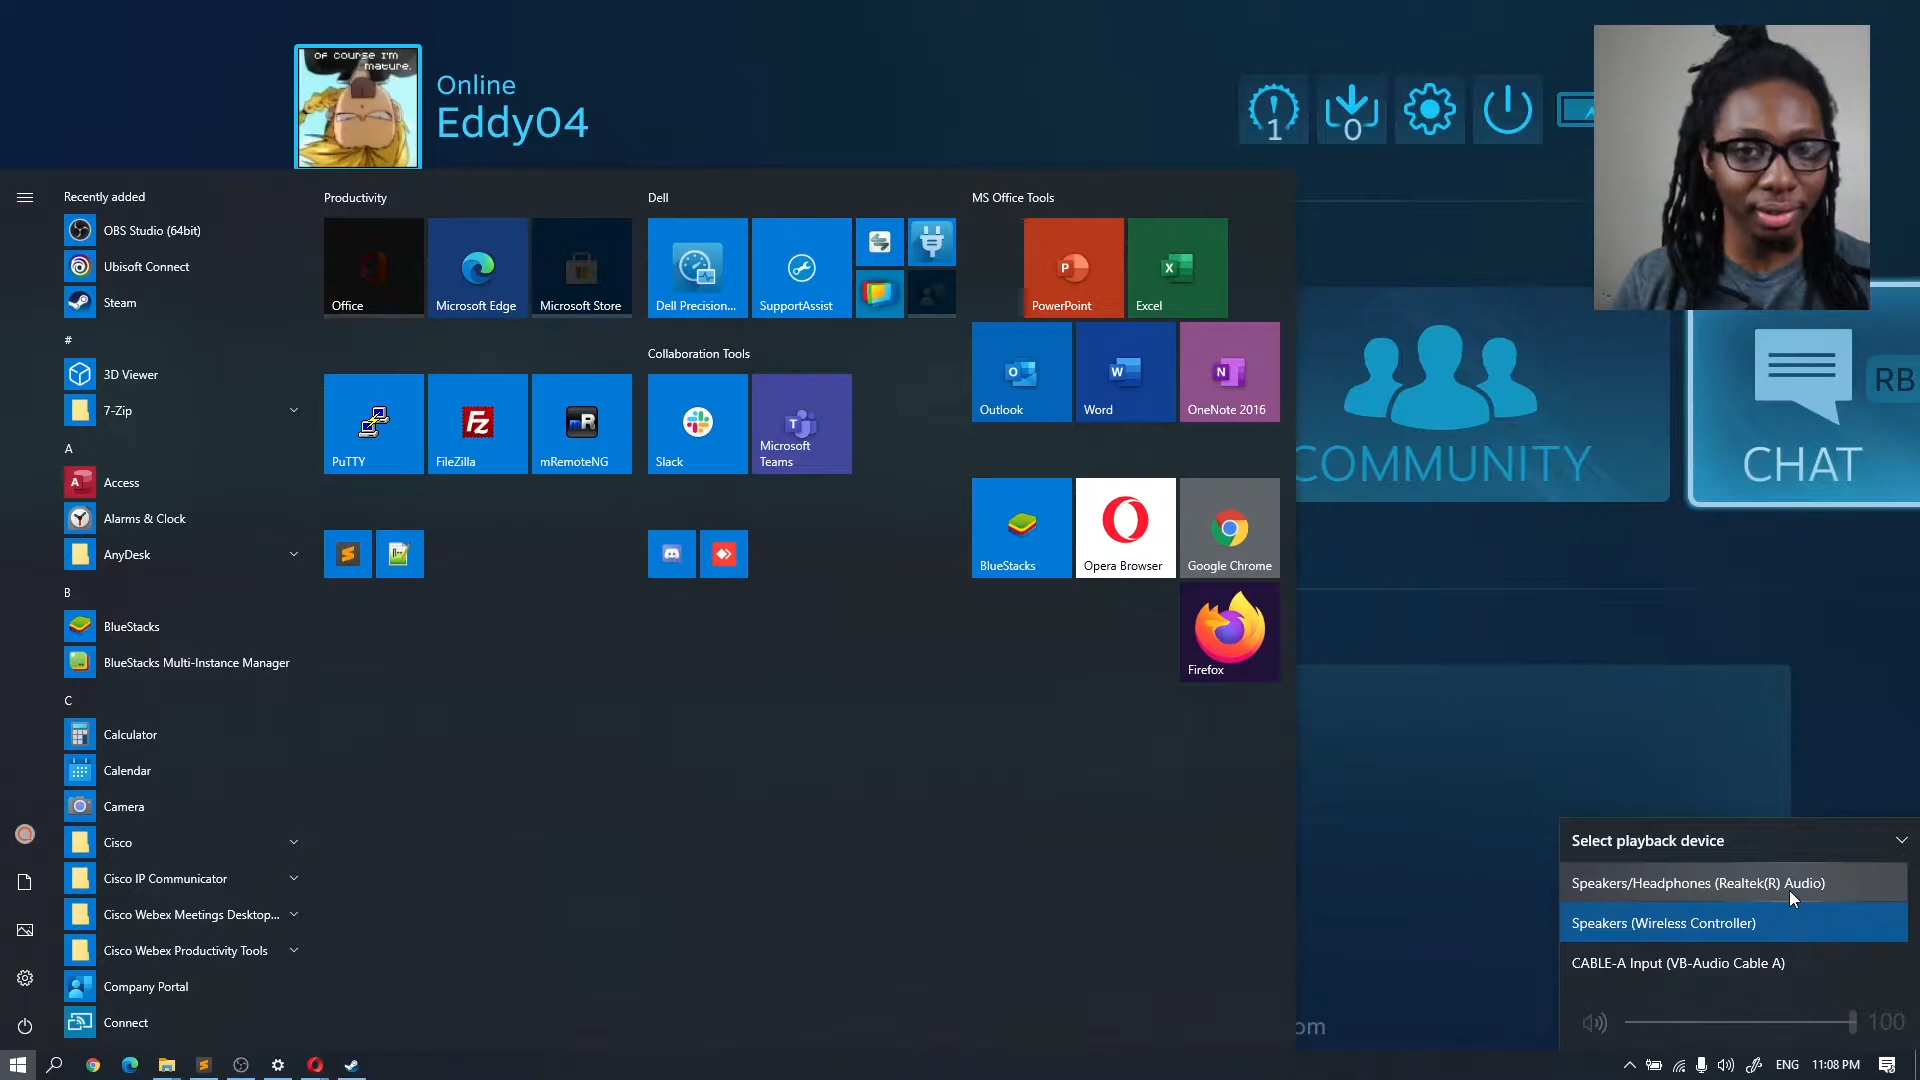 OF COURSE I'M
MATURE.
Online
Eddy04
1
0
Recently added
OBS Studio (64bit)
Ubisoft Connect
Steam
#
3D Viewer
7-Zip
A
Access
Alarms & Clock
AnyDesk
B
BlueStacks
BlueStacks Multi-Instance Manager
C
Calculator
Calendar
Camera
Cisco
Cisco IP Communicator
Cisco Webex Meetings Desktop...
Cisco Webex Productivity Tools
Company Portal
Connect
Productivity
Office
Microsoft Edge
Microsoft Store
PuTTY
FileZilla
mRemoteNG
Dell
Dell Precision...
SupportAssist
Collaboration Tools
Slack
Microsoft
Teams
MS Office Tools
PowerPoint
Excel
Outlook
Word
OneNote 2016
BlueStacks
Opera Browser
Google Chrome
Firefox
COMMUNITY
CHAT
RB
om
Select playback device
Speakers/Headphones (Realtek(R) Audio)
Speakers (Wireless Controller)
CABLE-A Input (VB-Audio Cable A)
100
ENG
11:08 PM